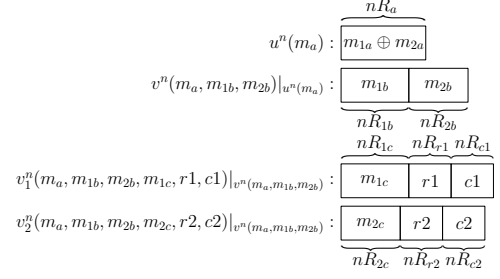 nR_a
u^n(m_a) : m_{1a} ⊕ m_{2a}
v^n(m_a, m_{1b}, m_{2b})|_{u^n(m_a)} : m_{1b} m_{2b}
nR_{1b} nR_{2b}
nR_{1c} nR_{r1} nR_{c1}
v_1^n(m_a, m_{1b}, m_{2b}, m_{1c}, r1, c1)|_{v^n(m_a, m_{1b}, m_{2b})} : m_{1c} r1 c1
v_2^n(m_a, m_{1b}, m_{2b}, m_{2c}, r2, c2)|_{v^n(m_a, m_{1b}, m_{2b})} : m_{2c} r2 c2
nR_{2c} nR_{r2} nR_{c2}